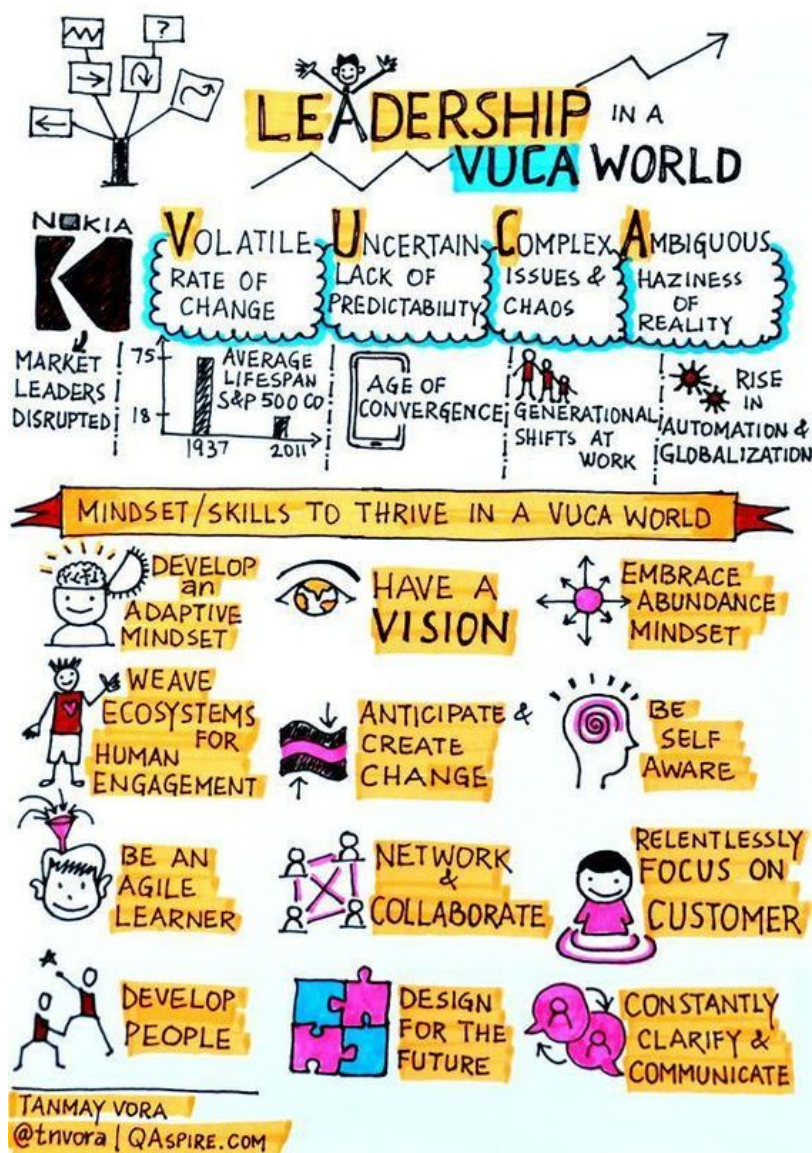 ?
LEADERSHIP IN A
VUCA WORLD
NOKIA
K
MARKET
LEADERS
DISRUPTED
VOLATILE
RATE OF
CHANGE
UNCERTAIN
LACK OF
PREDICTABILITY
COMPLEX
ISSUES &
CHAOS
AMBIGUOUS
HAZINESS
OF
REALITY
75
18
AVERAGE
LIFESPAN
S&P 500 CO
1937 2011
AGE OF
CONVERGENCE
GENERATIONAL
SHIFTS AT
WORK
RISE
IN
AUTOMATION &
GLOBALIZATION
MINDSET/SKILLS TO THRIVE IN A VUCA WORLD
DEVELOP
an
ADAPTIVE
MINDSET
HAVE A
VISION
EMBRACE
ABUNDANCE
MINDSET
WEAVE
ECOSYSTEMS
FOR
HUMAN
ENGAGEMENT
ANTICIPATE &
CREATE
CHANGE
BE
SELF
AWARE
BE AN
AGILE
LEARNER
NETWORK
&
COLLABORATE
RELENTLESSLY
FOCUS ON
CUSTOMER
DEVELOP
PEOPLE
DESIGN
FOR THE
FUTURE
CONSTANTLY
CLARIFY &
COMMUNICATE
TANMAY VORA
@tnvora | QASPIRE.COM